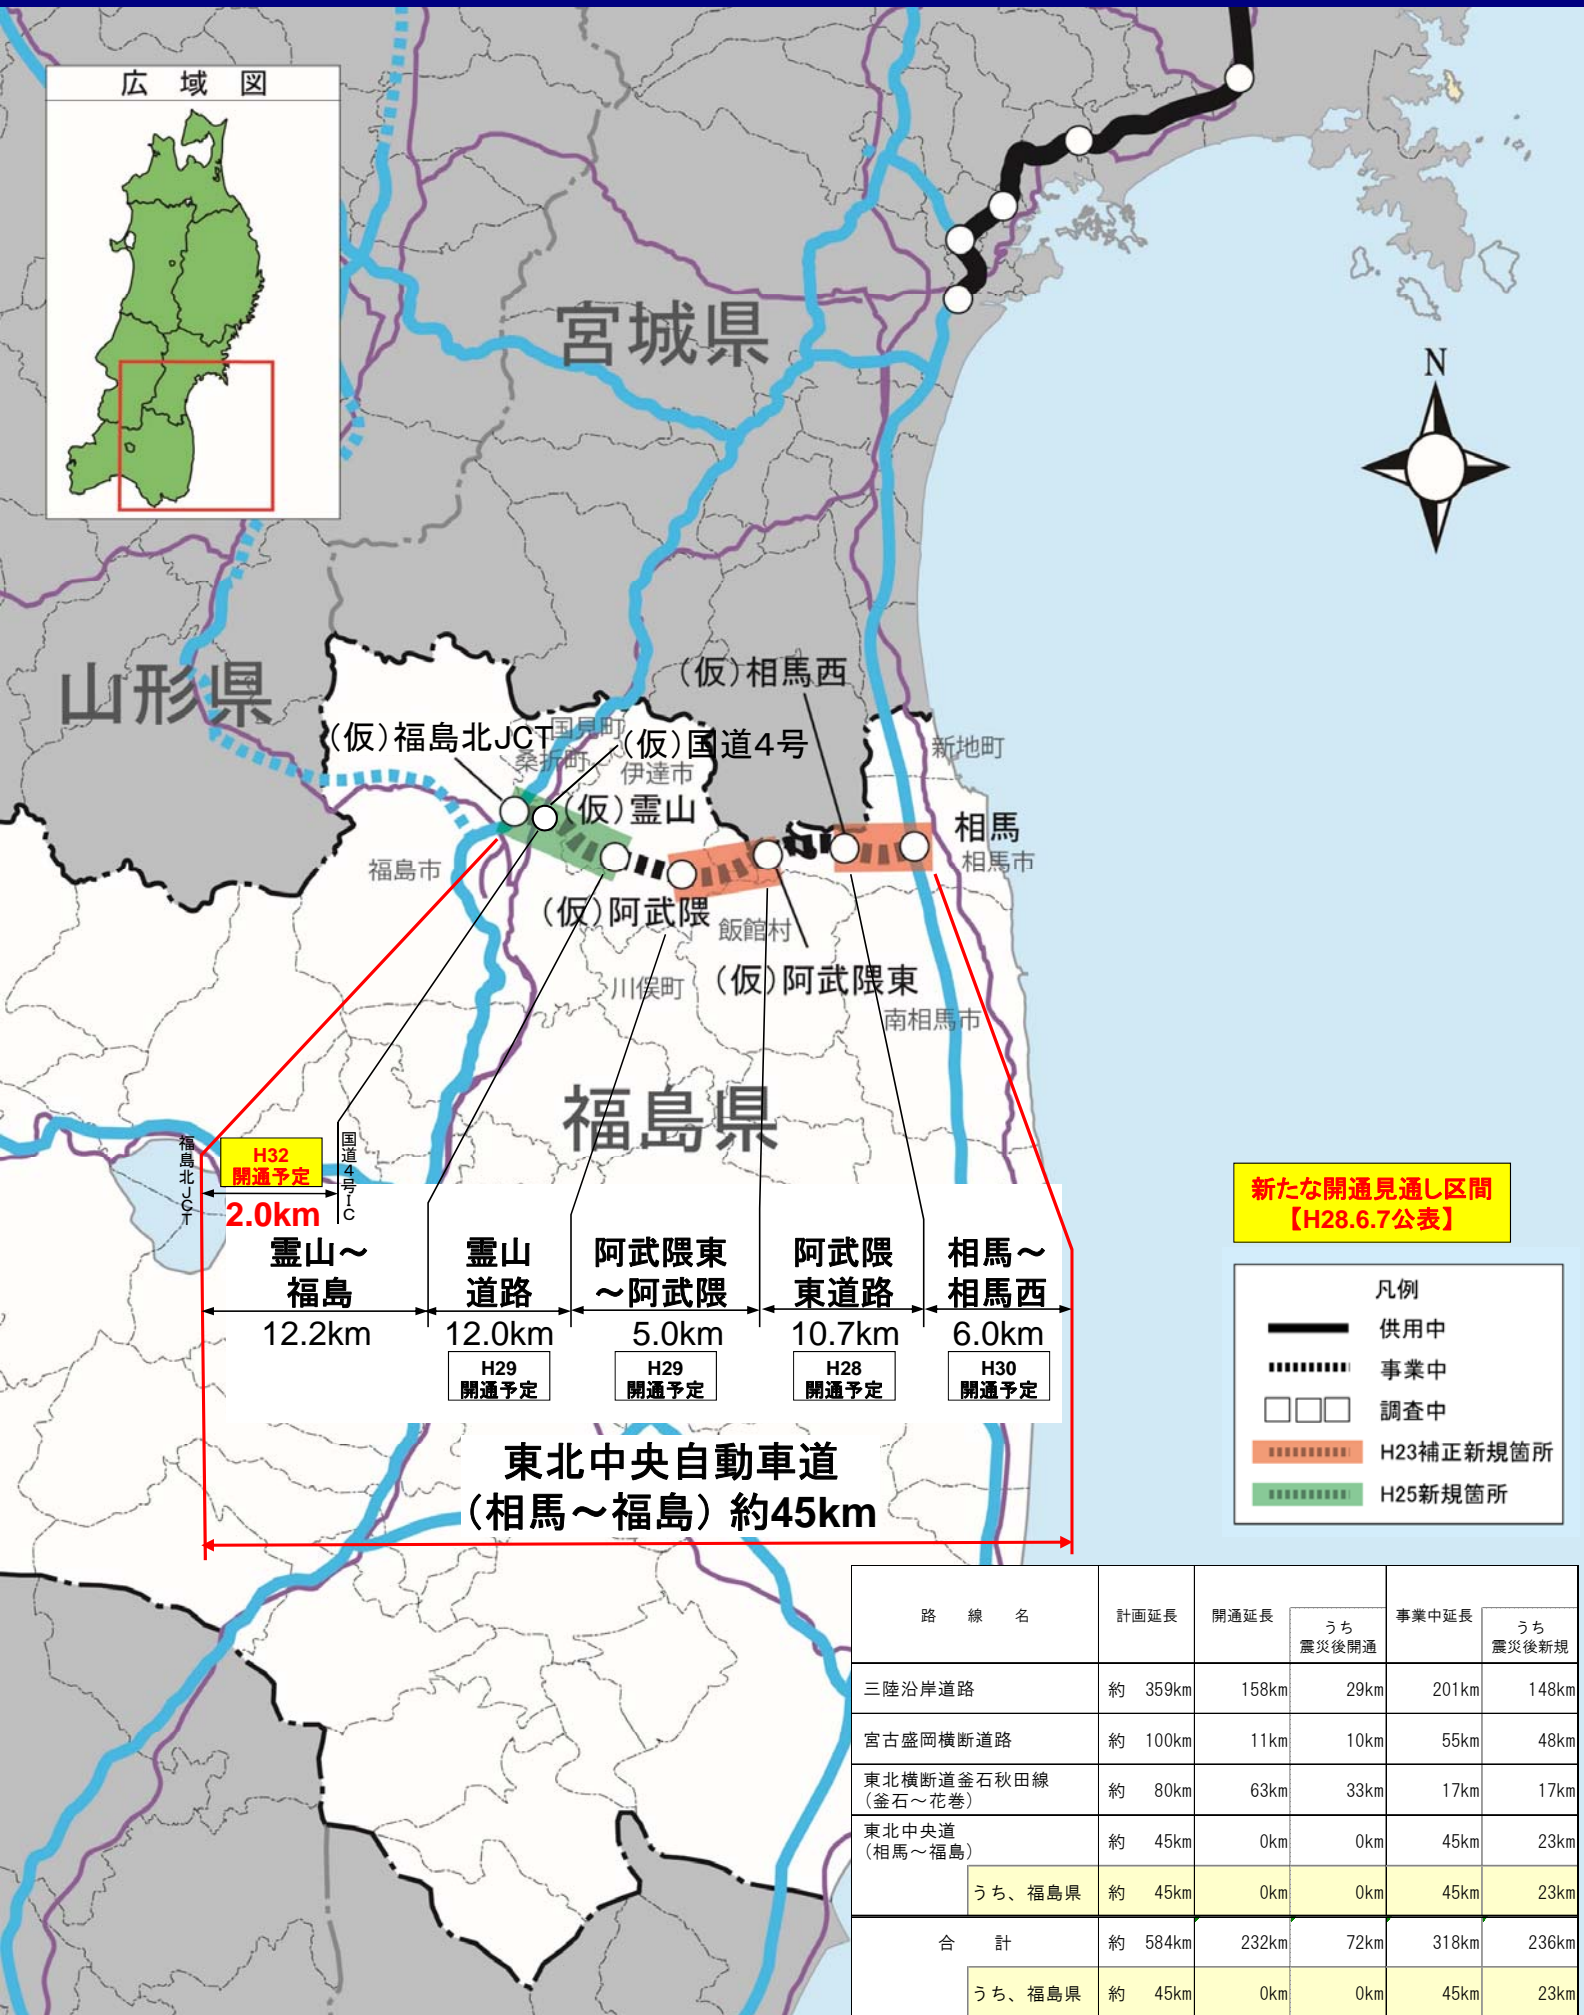 広域図
宮城県
N
山形県
(仮)相馬西
(仮)福島北JCT
国見町
(仮)国道4号
新地町
桑折町
伊達市
(仮)霊山
相馬
相馬市
福島市
(仮)阿武隈
飯館村
(仮)阿武隈東
川俣町
南相馬市
福島県
福島北JCT
H32
開通予定
国道4号IC
2.0km
霊山～
福島
12.2km
霊山
道路
12.0km
H29
開通予定
阿武隈東
～阿武隈
5.0km
H29
開通予定
阿武隈
東道路
10.7km
H28
開通予定
相馬～
相馬西
6.0km
H30
開通予定
東北中央自動車道
(相馬～福島) 約45km
新たな開通見通し区間
【H28.6.7公表】
凡例
供用中
事業中
調査中
H23補正新規箇所
H25新規箇所
路線名 計画延長 開通延長 うち震災後開通 事業中延長 うち震災後新規
三陸沿岸道路 約 359km 158km 29km 201km 148km
宮古盛岡横断道路 約 100km 11km 10km 55km 48km
東北横断道釜石秋田線
(釜石～花巻) 約 80km 63km 33km 17km 17km
東北中央道
(相馬～福島) 約 45km 0km 0km 45km 23km
うち、福島県 約 45km 0km 0km 45km 23km
合計 約 584km 232km 72km 318km 236km
うち、福島県 約 45km 0km 0km 45km 23km